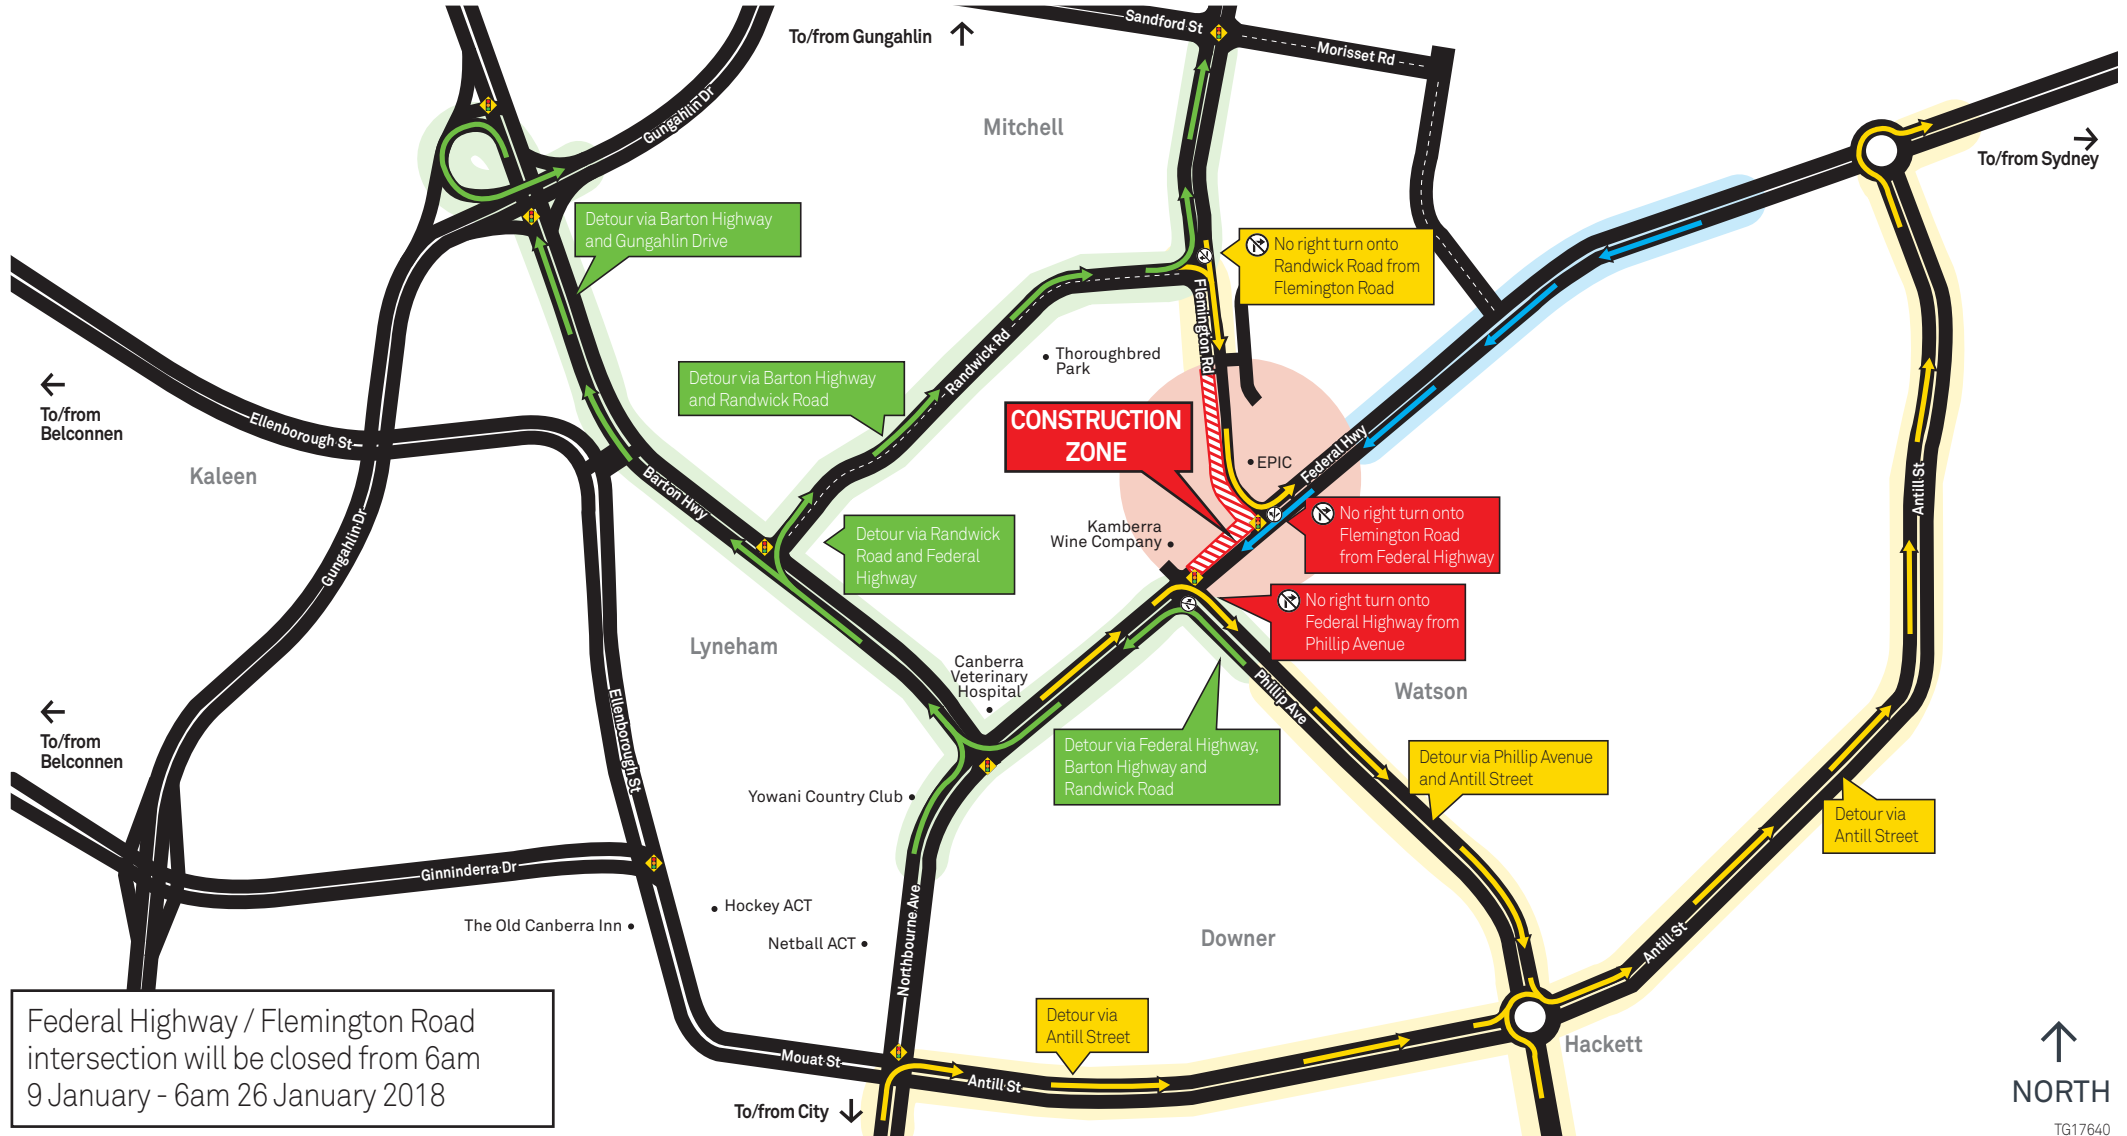 To/from Gungahlin
Sandford St
Morisset Rd
Mitchell
Gungahlin Dr
To/from Sydney
Detour via Barton Highway
and Gungahlin Drive
No right turn onto
Randwick Road from
Flemington Road
Flemington Rd
Thoroughbred
Park
Randwick Rd
Detour via Barton Highway
and Randwick Road
To/from
Belconnen
Ellenborough St
Kaleen
CONSTRUCTION
ZONE
EPIC
Federal Hwy
Barton Hwy
Gungahlin Dr
Antill St
Kamberra
Wine Company
No right turn onto
Flemington Road
from Federal Highway
Detour via Randwick
Road and Federal
Highway
No right turn onto
Federal Highway from
Phillip Avenue
Lyneham
Canberra
Veterinary
Hospital
Phillip Ave
Watson
To/from
Belconnen
Ellenborough St
Detour via Federal Highway,
Barton Highway and
Randwick Road
Detour via Phillip Avenue
and Antill Street
Yowani Country Club
Detour via
Antill Street
Ginninderra Dr
Hockey ACT
The Old Canberra Inn
Netball ACT
Northbourne Ave
Downer
Antill St
Federal Highway / Flemington Road
intersection will be closed from 6am
9 January - 6am 26 January 2018
Detour via
Antill Street
Mouat St
Antill St
Hackett
To/from City
NORTH
TG17640